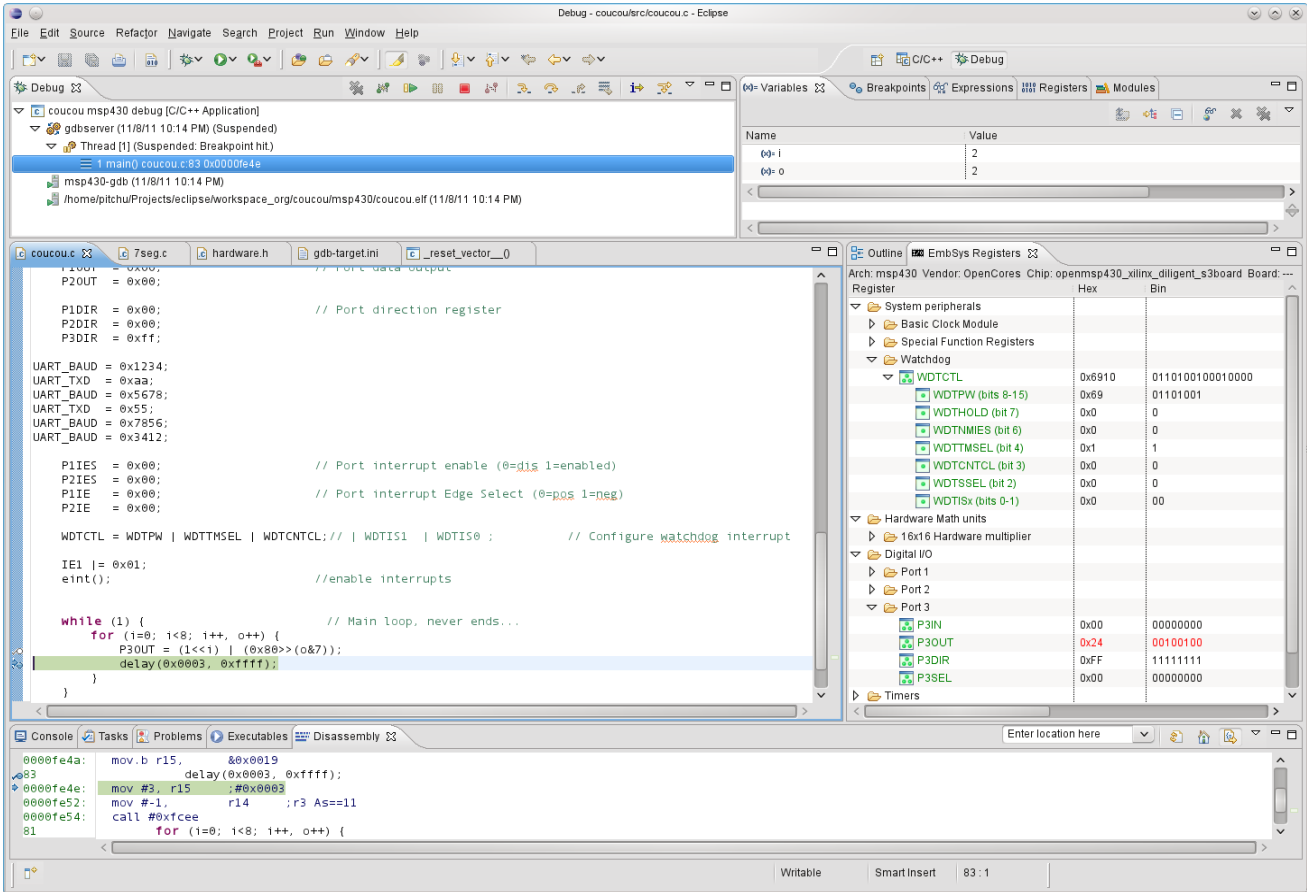 Debug - coucou/src/coucou.c - Eclipse
File Edit Source Refactor Navigate Search Project Run Window Help
C/C++ Debug
Debug
coucou msp430 debug [C/C++ Application]
gdbserver (11/8/11 10:14 PM) (Suspended)
Thread [1] (Suspended: Breakpoint hit.)
1 main() coucou.c:83 0x0000fe4e
msp430-gdb (11/8/11 10:14 PM)
/home/pitchu/Projects/eclipse/workspace_org/coucou/msp430/coucou.elf (11/8/11 10:14 PM)
(x)= Variables Breakpoints Expressions Registers Modules
Name Value
(x)= i 2
(x)= o 2
coucou.c 7seg.c hardware.h gdb-target.ini _reset_vector__()
P1OUT = 0x00; // Port data output
P2OUT = 0x00;
P1DIR = 0x00; // Port direction register
P2DIR = 0x00;
P3DIR = 0xff;
UART_BAUD = 0x1234;
UART_TXD = 0xaa;
UART_BAUD = 0x5678;
UART_TXD = 0x55;
UART_BAUD = 0x7856;
UART_BAUD = 0x3412;
P1IES = 0x00; // Port interrupt enable (0=dis 1=enabled)
P2IES = 0x00;
P1IE = 0x00; // Port interrupt Edge Select (0=pos 1=neg)
P2IE = 0x00;
WDTCTL = WDTPW | WDTTMSEL | WDTCNTCL;// | WDTIS1 | WDTIS0 ; // Configure watchdog interrupt
IE1 |= 0x01;
eint(); //enable interrupts
while (1) { // Main loop, never ends...
for (i=0; i<8; i++, o++) {
P3OUT = (1<<i) | (0x80>>(o&7));
delay(0x0003, 0xffff);
}
}
Outline EmbSys Registers
Arch: msp430 Vendor: OpenCores Chip: openmsp430_xilinx_diligent_s3board Board: ---
Register Hex Bin
System peripherals
Basic Clock Module
Special Function Registers
Watchdog
WDTCTL 0x6910 0110100100010000
WDTPW (bits 8-15) 0x69 01101001
WDTHOLD (bit 7) 0x0 0
WDTNMIES (bit 6) 0x0 0
WDTTMSEL (bit 4) 0x1 1
WDTCNTCL (bit 3) 0x0 0
WDTSSEL (bit 2) 0x0 0
WDTISx (bits 0-1) 0x0 00
Hardware Math units
16x16 Hardware multiplier
Digital I/O
Port 1
Port 2
Port 3
P3IN 0x00 00000000
P3OUT 0x24 00100100
P3DIR 0xFF 11111111
P3SEL 0x00 00000000
Timers
Console Tasks Problems Executables Disassembly
Enter location here
0000fe4a: mov.b r15, &0x0019
83 delay(0x0003, 0xffff);
0000fe4e: mov #3, r15 ;#0x0003
0000fe52: mov #-1, r14 ;r3 As==11
0000fe54: call #0xfcee
81 for (i=0; i<8; i++, o++) {
Writable Smart Insert 83 : 1